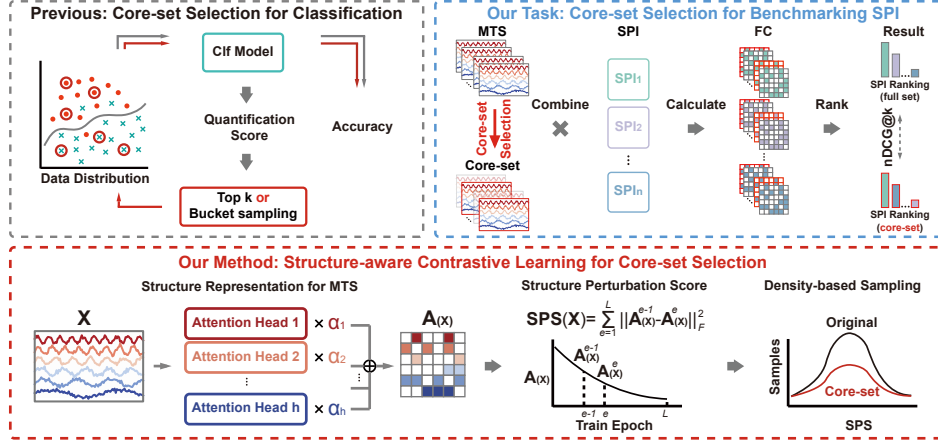 Previous: Core-set Selection for Classification
Clf Model
Quantification
Score
Accuracy
Data Distribution
Top k or
Bucket sampling
Our Task: Core-set Selection for Benchmarking SPI
MTS
SPI
FC
Result
Core-set
Selection
Core-set
Combine
SPI1
SPI2
SPIn
Calculate
Rank
SPI Ranking
(full set)
nDCG@k
SPI Ranking
(core-set)
Our Method: Structure-aware Contrastive Learning for Core-set Selection
Structure Representation for MTS
X
Attention Head 1 × α1
Attention Head 2 × α2
Attention Head h × αh
A(X)
Structure Perturbation Score
SPS(X)= L ∑ e=1 ||A e-1 (X) - A e (X)|| 2 F
A(X)
A e-1 (X)
A e (X)
e-1 e L
Train Epoch
Density-based Sampling
Original
Core-set
Samples
SPS